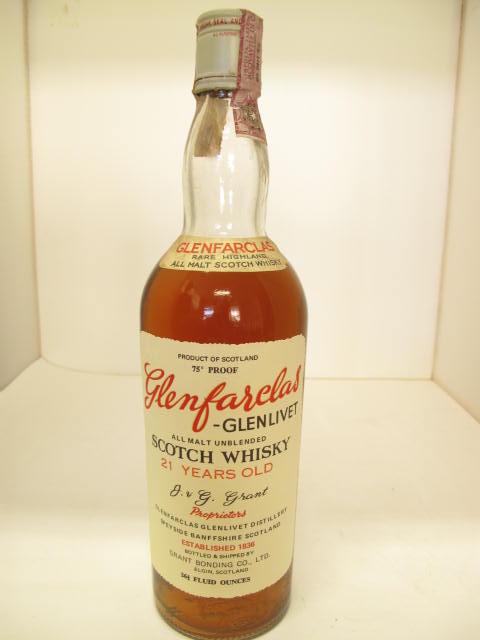 GLENFARCLAS
RARE HIGHLAND
ALL MALT SCOTCH WHISKY
PRODUCT OF SCOTLAND
75° PROOF
Glenfarclas
-GLENLIVET
ALL MALT UNBLENDED
SCOTCH WHISKY
21 YEARS OLD
J. & G. Grant
Proprietors
GLENFARCLAS GLENLIVET DISTILLERY
SPEYSIDE BANFFSHIRE SCOTLAND
ESTABLISHED 1836
BOTTLED & SHIPPED BY
GRANT BONDING CO., LTD.
ELGIN, SCOTLAND
FLUID OUNCES